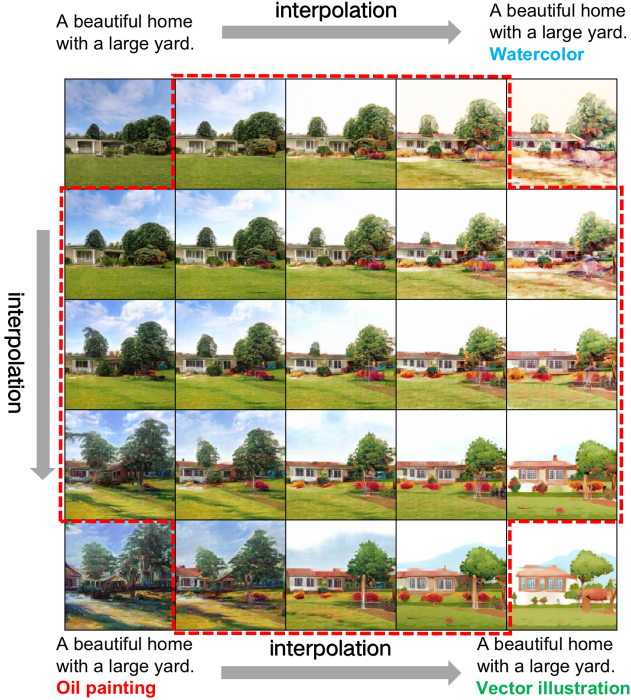 interpolation
A beautiful home
with a large yard.
A beautiful home
with a large yard.
Watercolor
interpolation
A beautiful home
with a large yard.
Oil painting
interpolation
A beautiful home
with a large yard.
Vector illustration